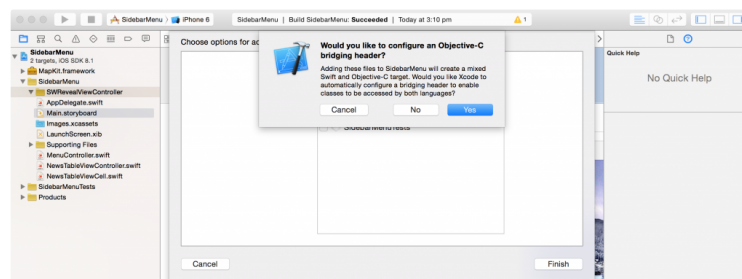 SidebarMenu
iPhone 6
SidebarMenu | Build SidebarMenu: Succeeded | Today at 3:10 pm
1
SidebarMenu
2 targets, iOS SDK 8.1
MapKit.framework
SidebarMenu
SWRevealViewController
AppDelegate.swift
Main.storyboard
Images.xcassets
LaunchScreen.xib
Supporting Files
MenuController.swift
NewsTableViewController.swift
NewsTableViewCell.swift
SidebarMenuTests
Products
Choose options for ad
Would you like to configure an Objective-C
bridging header?
Adding these files to SidebarMenu will create a mixed
Swift and Objective-C target. Would you like Xcode to
automatically configure a bridging header to enable
classes to be accessed by both languages?
Cancel
No
Yes
SidebarMenuTests
Cancel
Finish
Quick Help
No Quick Help